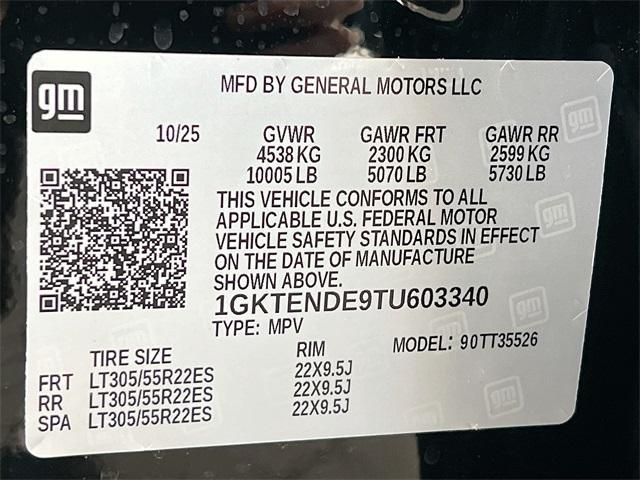 gm
MFD BY GENERAL MOTORS LLC
10/25 GVWR GAWR FRT GAWR RR
4538 KG 2300 KG 2599 KG
10005 LB 5070 LB 5730 LB
THIS VEHICLE CONFORMS TO ALL
APPLICABLE U.S. FEDERAL MOTOR
VEHICLE SAFETY STANDARDS IN EFFECT
ON THE DATE OF MANUFACTURE
SHOWN ABOVE.
1GKTENDE9TU603340
TYPE: MPV MODEL: 90TT35526
TIRE SIZE RIM
FRT LT305/55R22ES 22X9.5J
RR LT305/55R22ES 22X9.5J
SPA LT305/55R22ES 22X9.5J